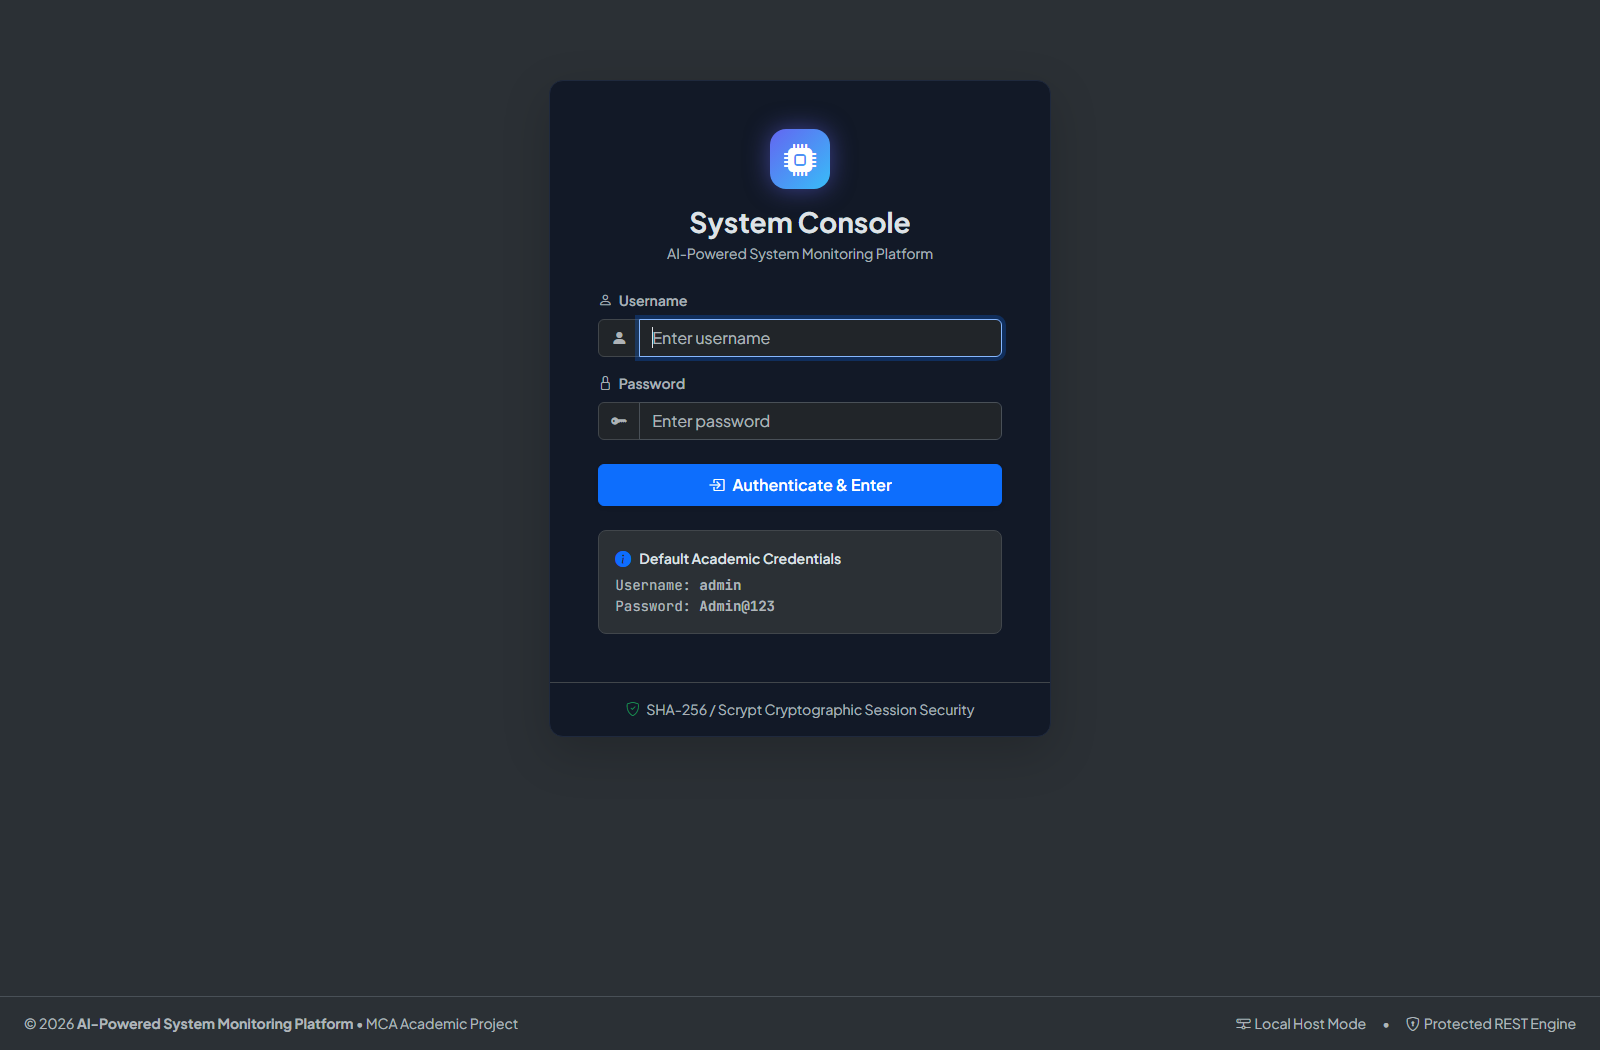 System Console
AI-Powered System Monitoring Platform
Username
Enter username
Password
Enter password
Authenticate & Enter
Default Academic Credentials
Username: admin
Password: Admin@123
SHA-256 / Scrypt Cryptographic Session Security
© 2026 AI-Powered System Monitoring Platform • MCA Academic Project
Local Host Mode • Protected REST Engine